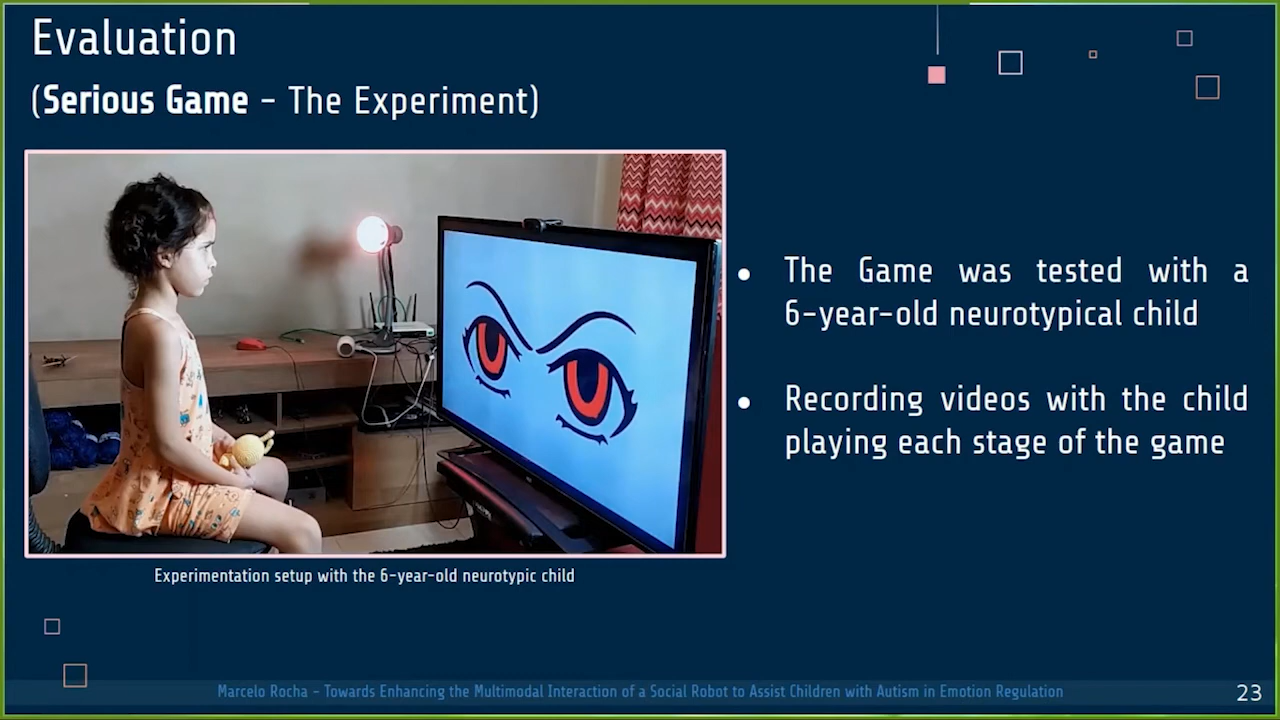 Evaluation
(Serious Game - The Experiment)
● The Game was tested with a
6-year-old neurotypical child
● Recording videos with the child
playing each stage of the game
Experimentation setup with the 6-year-old neurotypic child
Marcelo Rocha - Towards Enhancing the Multimodal Interaction of a Social Robot to Assist Children with Autism in Emotion Regulation
23